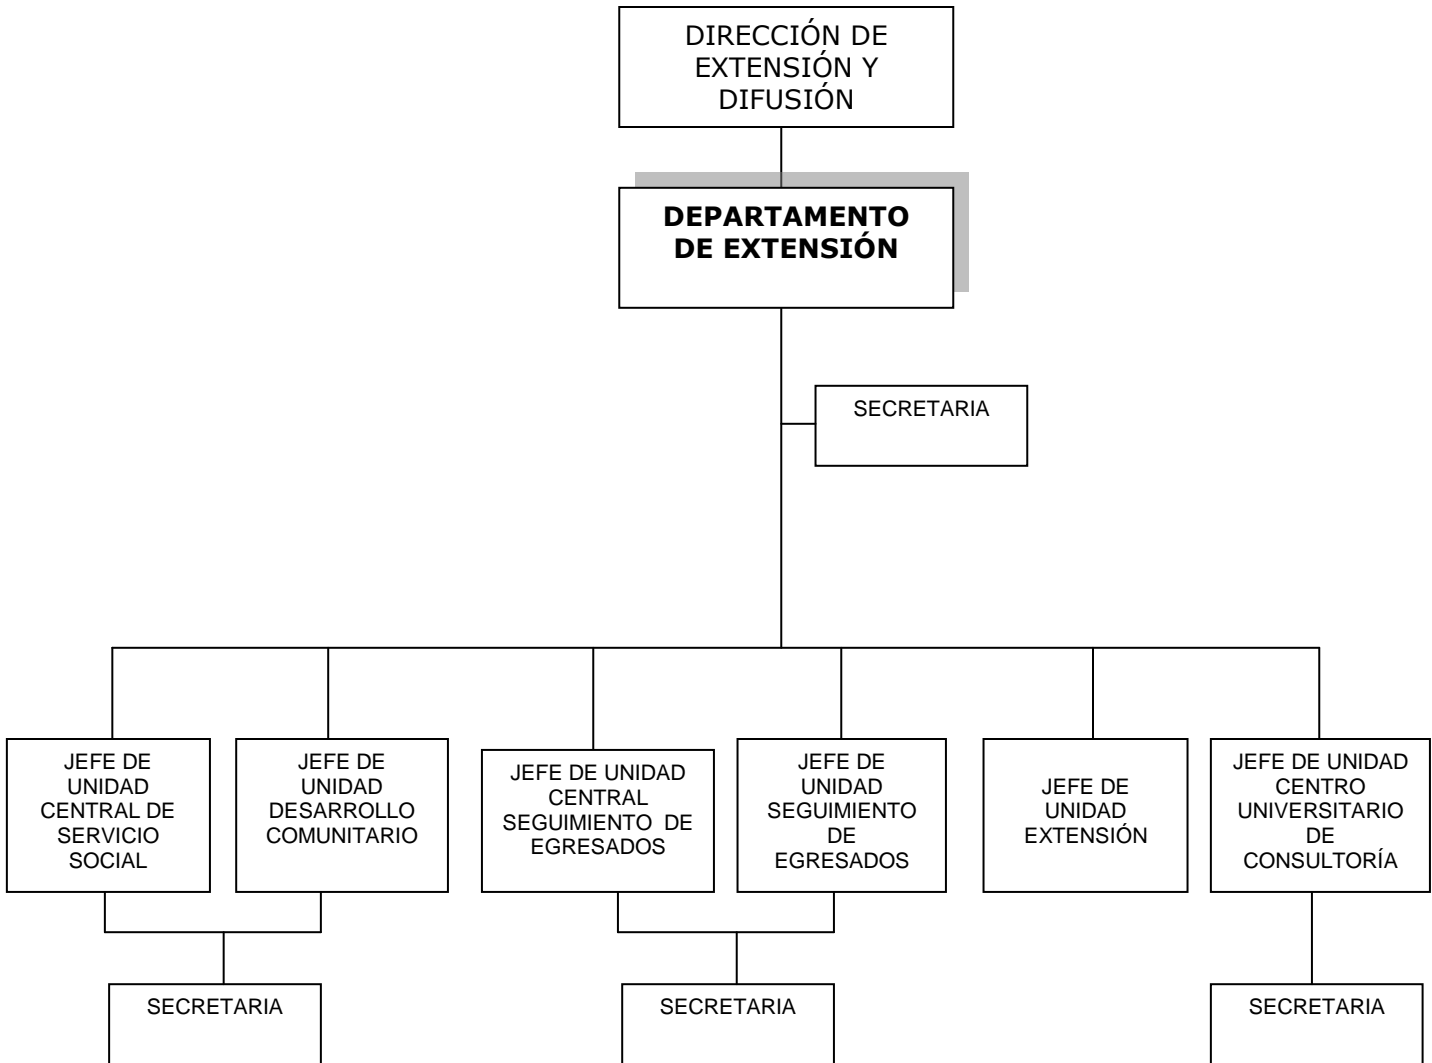 DIRECCIÓN DE
EXTENSIÓN Y
DIFUSIÓN
DEPARTAMENTO
DE EXTENSIÓN
SECRETARIA
JEFE DE
UNIDAD
CENTRAL DE
SERVICIO
SOCIAL
JEFE DE
UNIDAD
DESARROLLO
COMUNITARIO
JEFE DE UNIDAD
CENTRAL
SEGUIMIENTO DE
EGRESADOS
JEFE DE
UNIDAD
SEGUIMIENTO
DE
EGRESADOS
JEFE DE
UNIDAD
EXTENSIÓN
JEFE DE UNIDAD
CENTRO
UNIVERSITARIO
DE
CONSULTORÍA
SECRETARIA
SECRETARIA
SECRETARIA